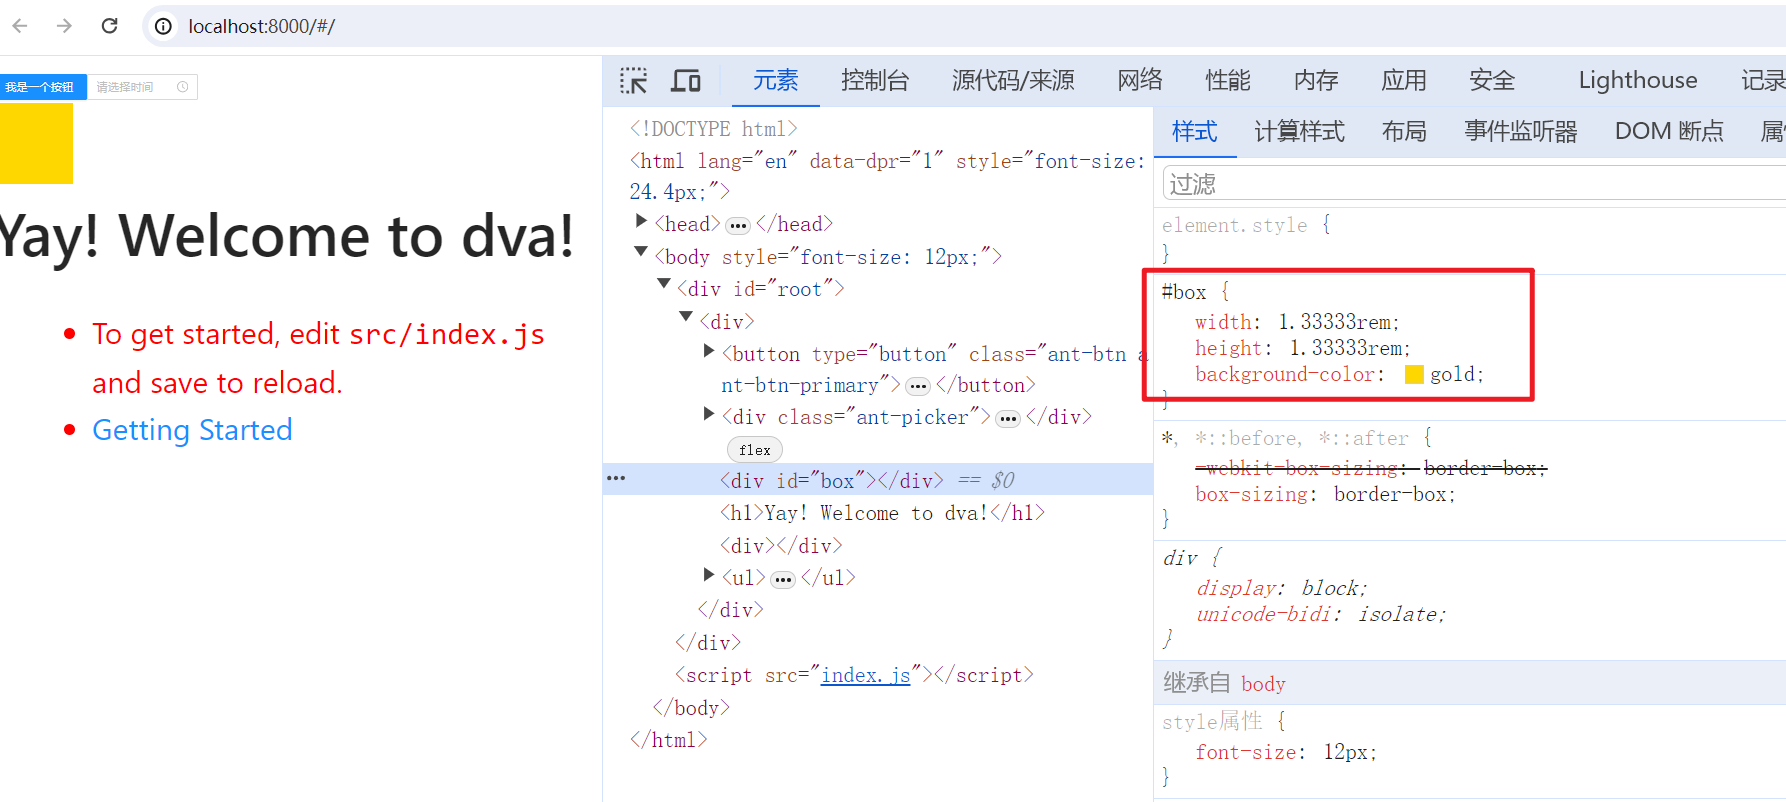 localhost:8000/#/
我是一个按钮 请选择时间
Yay! Welcome to dva!
To get started, edit src/index.js
and save to reload.
Getting Started
元素 控制台 源代码/来源 网络 性能 内存 应用 安全 Lighthouse 记录
<!DOCTYPE html>
<html lang="en" data-dpr="1" style="font-size:
24.4px;">
<head> ••• </head>
<body style="font-size: 12px;">
<div id="root">
<div>
<button type="button" class="ant-btn a
nt-btn-primary"> ••• </button>
<div class="ant-picker"> ••• </div>
flex
••• <div id="box"></div> == $0
<h1>Yay! Welcome to dva!</h1>
<div></div>
<ul> ••• </ul>
</div>
</div>
<script src="index.js"></script>
</body>
</html>
样式 计算样式 布局 事件监听器 DOM 断点
过滤
element.style {
}
#box {
width: 1.33333rem;
height: 1.33333rem;
background-color: gold;
}
*, *::before, *::after {
-webkit-box-sizing: border-box;
box-sizing: border-box;
}
div {
display: block;
unicode-bidi: isolate;
}
继承自 body
style属性 {
font-size: 12px;
}